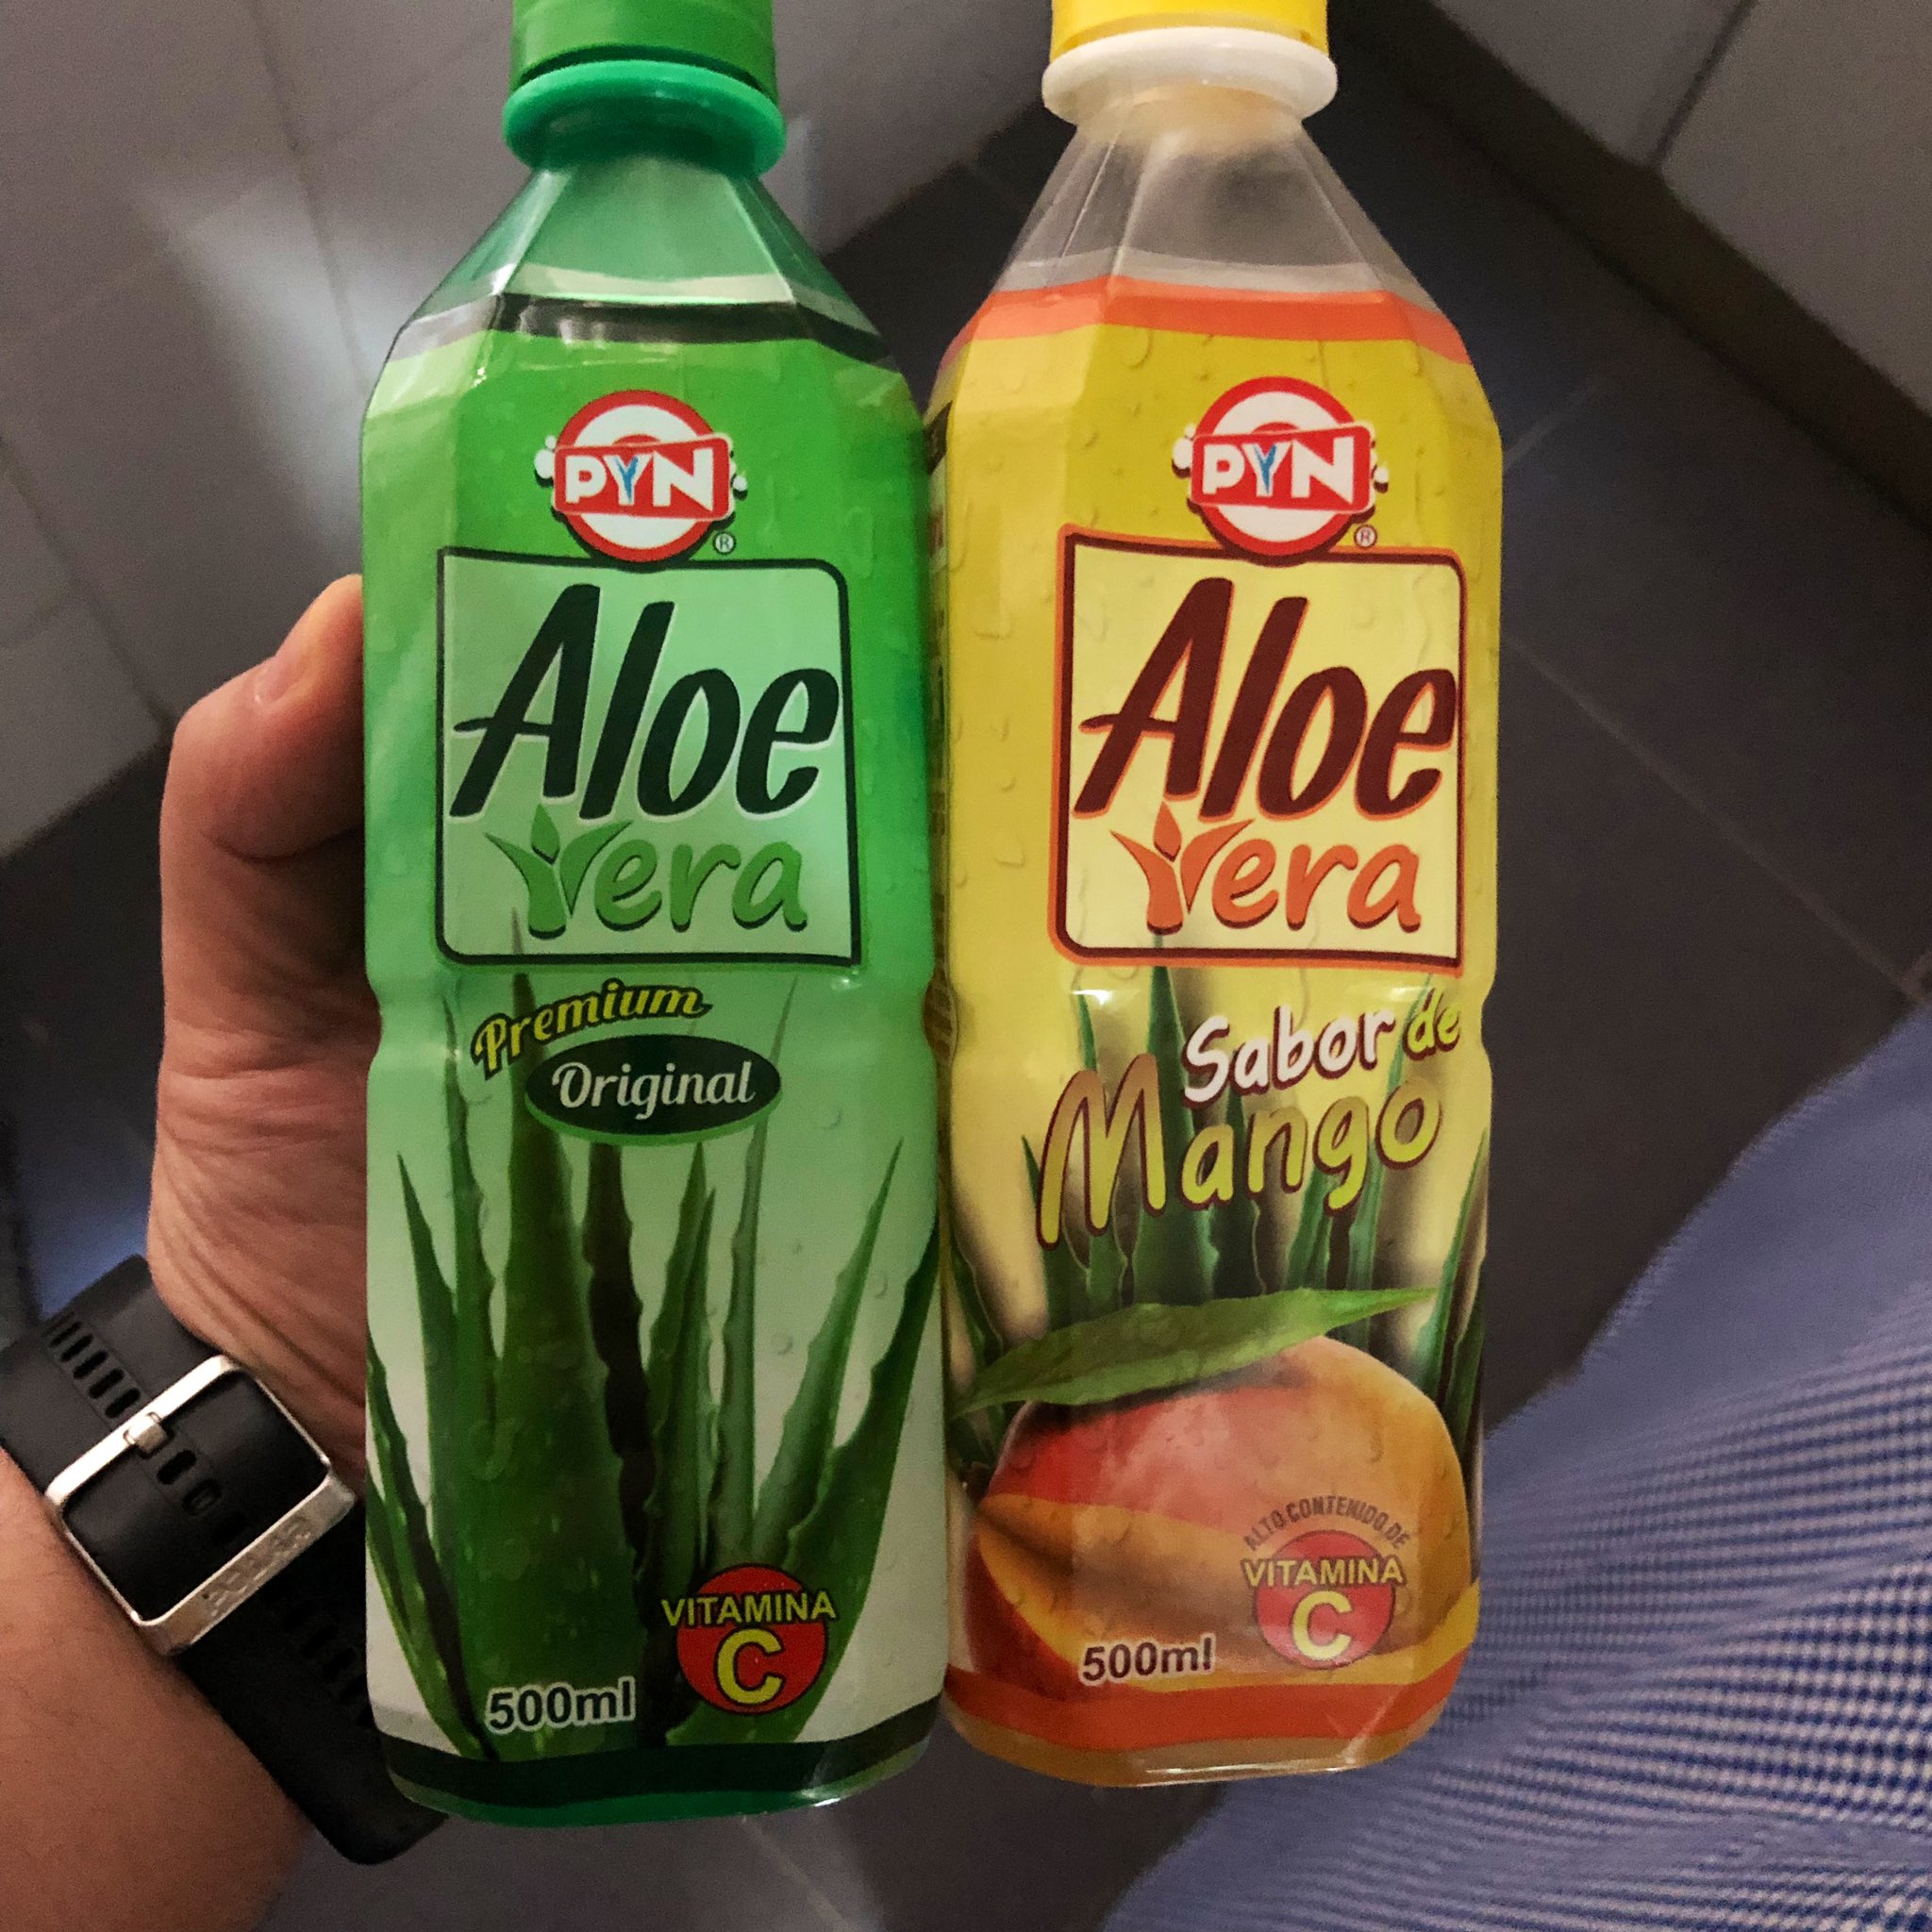 PYN
®
Aloe
Vera
Premium
Original
VITAMINA
C
500ml
PYN
®
Aloe
Vera
Sabor de
Mango
ALTO CONTENIDO DE
VITAMINA
C
500ml